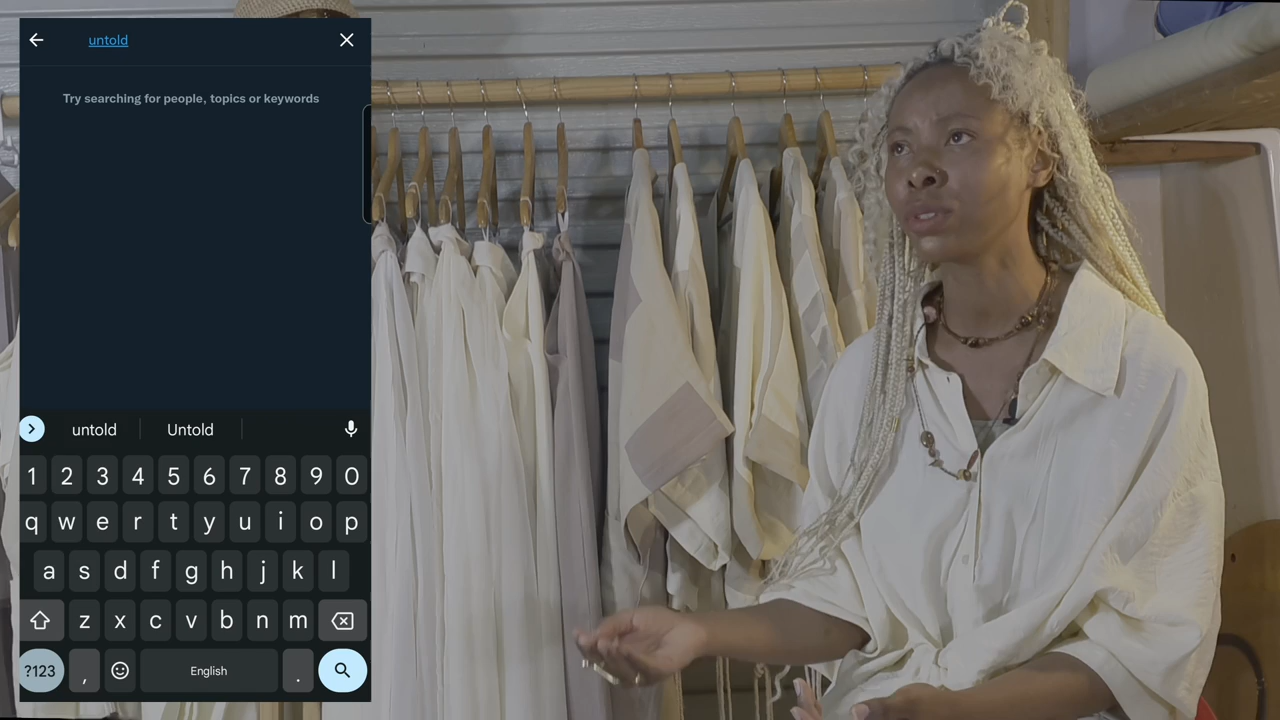 untold
Try searching for people, topics or keywords
untold Untold
1 2 3 4 5 6 7 8 9 0
q w e r t y u i o p
a s d f g h j k l
z x c v b n m
?123 , English .